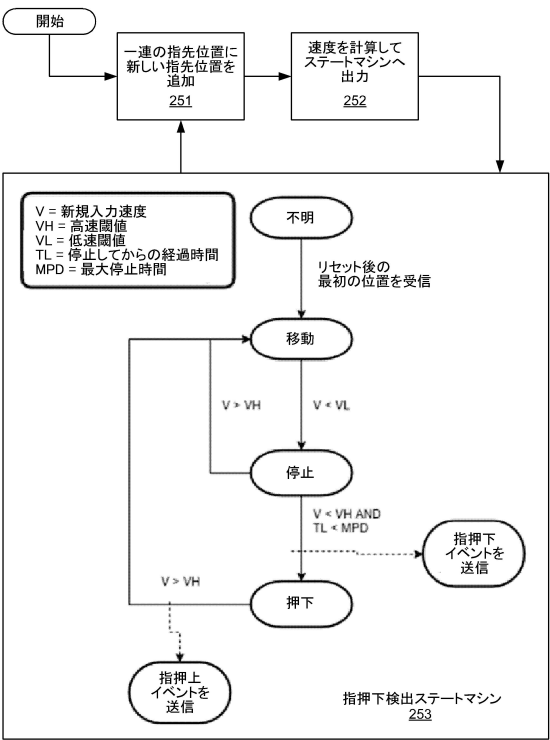 開始
一連の指先位置に
新しい指先位置を
追加
251
速度を計算して
ステートマシンへ
出力
252
V = 新規入力速度
VH = 高速閾値
VL = 低速閾値
TL = 停止してからの経過時間
MPD = 最大停止時間
不明
リセット後の
最初の位置を受信
移動
V > VH
V < VL
停止
V < VH AND
TL < MPD
指押下
イベントを
送信
V > VH
押下
指押上
イベントを
送信
指押下検出ステートマシン
253